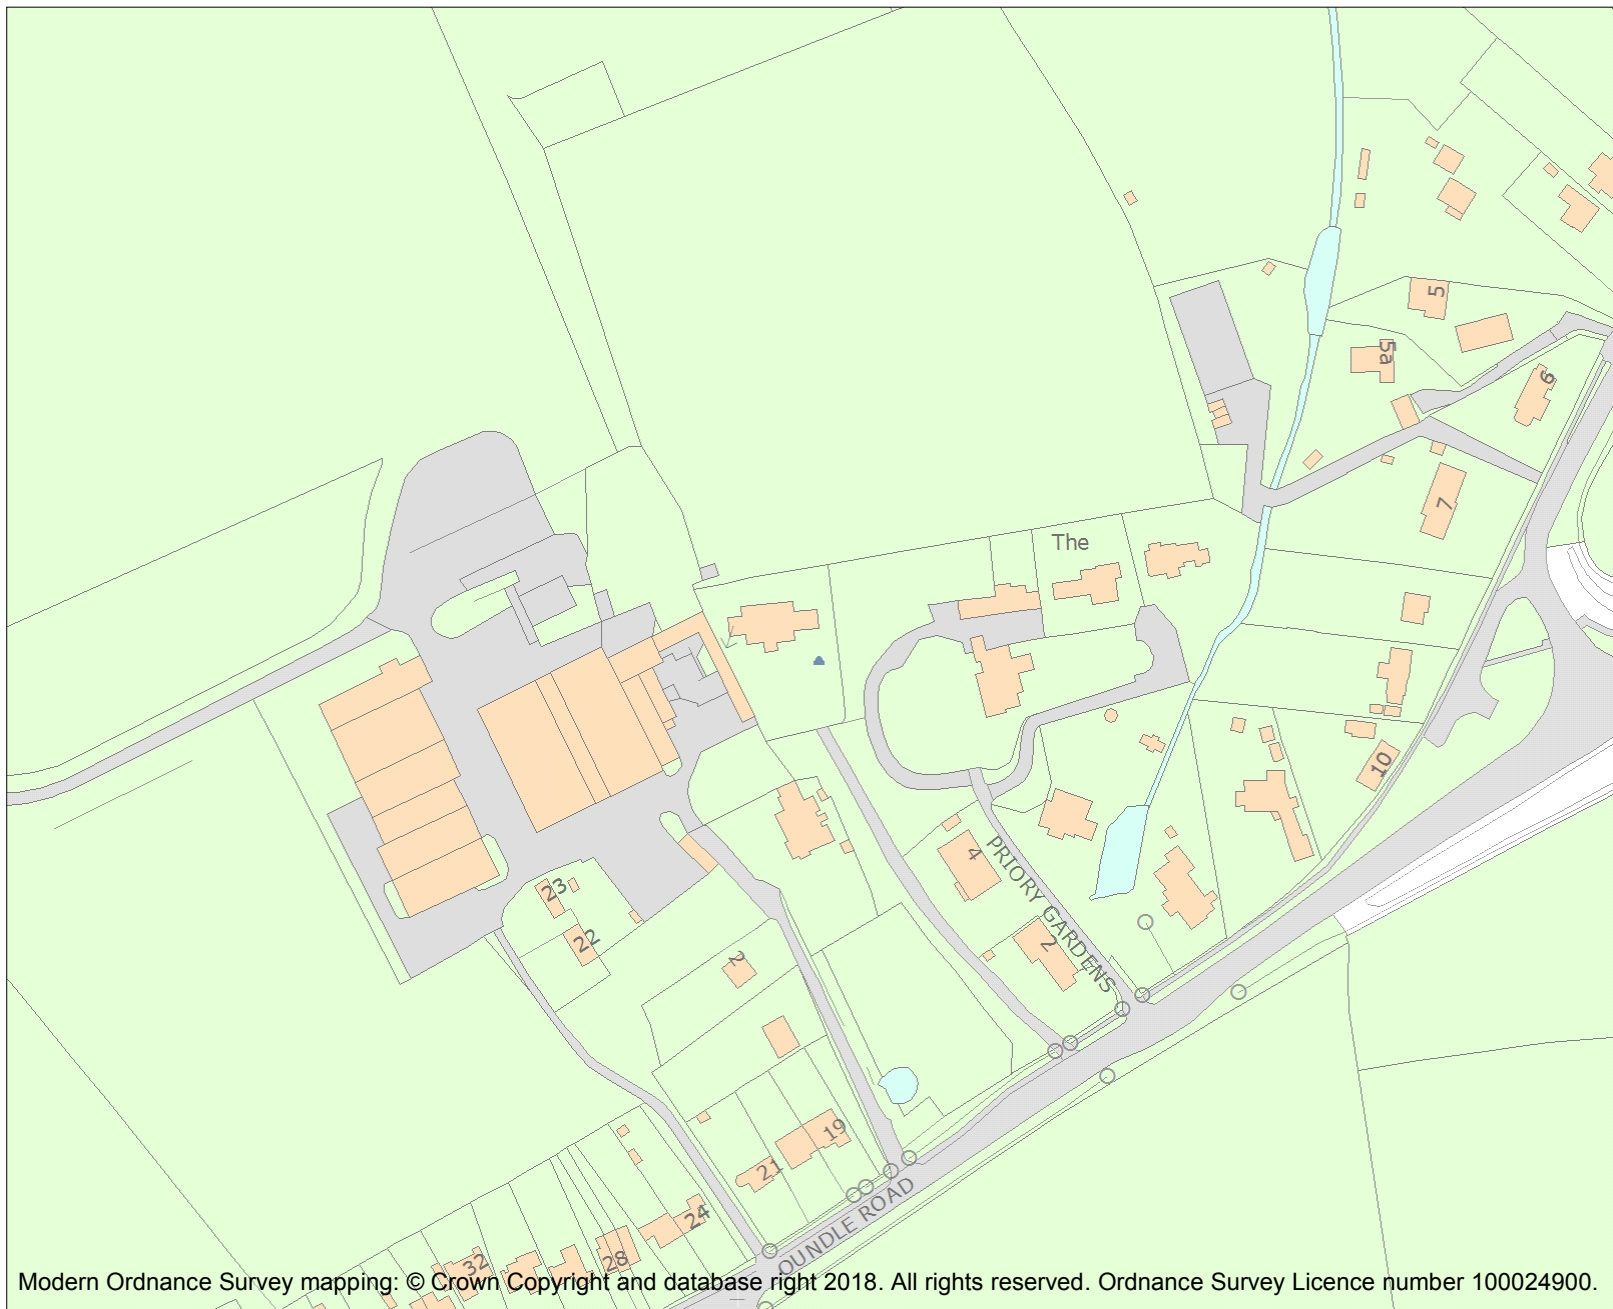 5
5a
6
7
The
10
4
PRIORY GARDENS
2
23
22
2
19
21
OUNDLE ROAD
24
28
32
Modern Ordnance Survey mapping: © Crown Copyright and database right 2018. All rights reserved. Ordnance Survey Licence number 100024900.